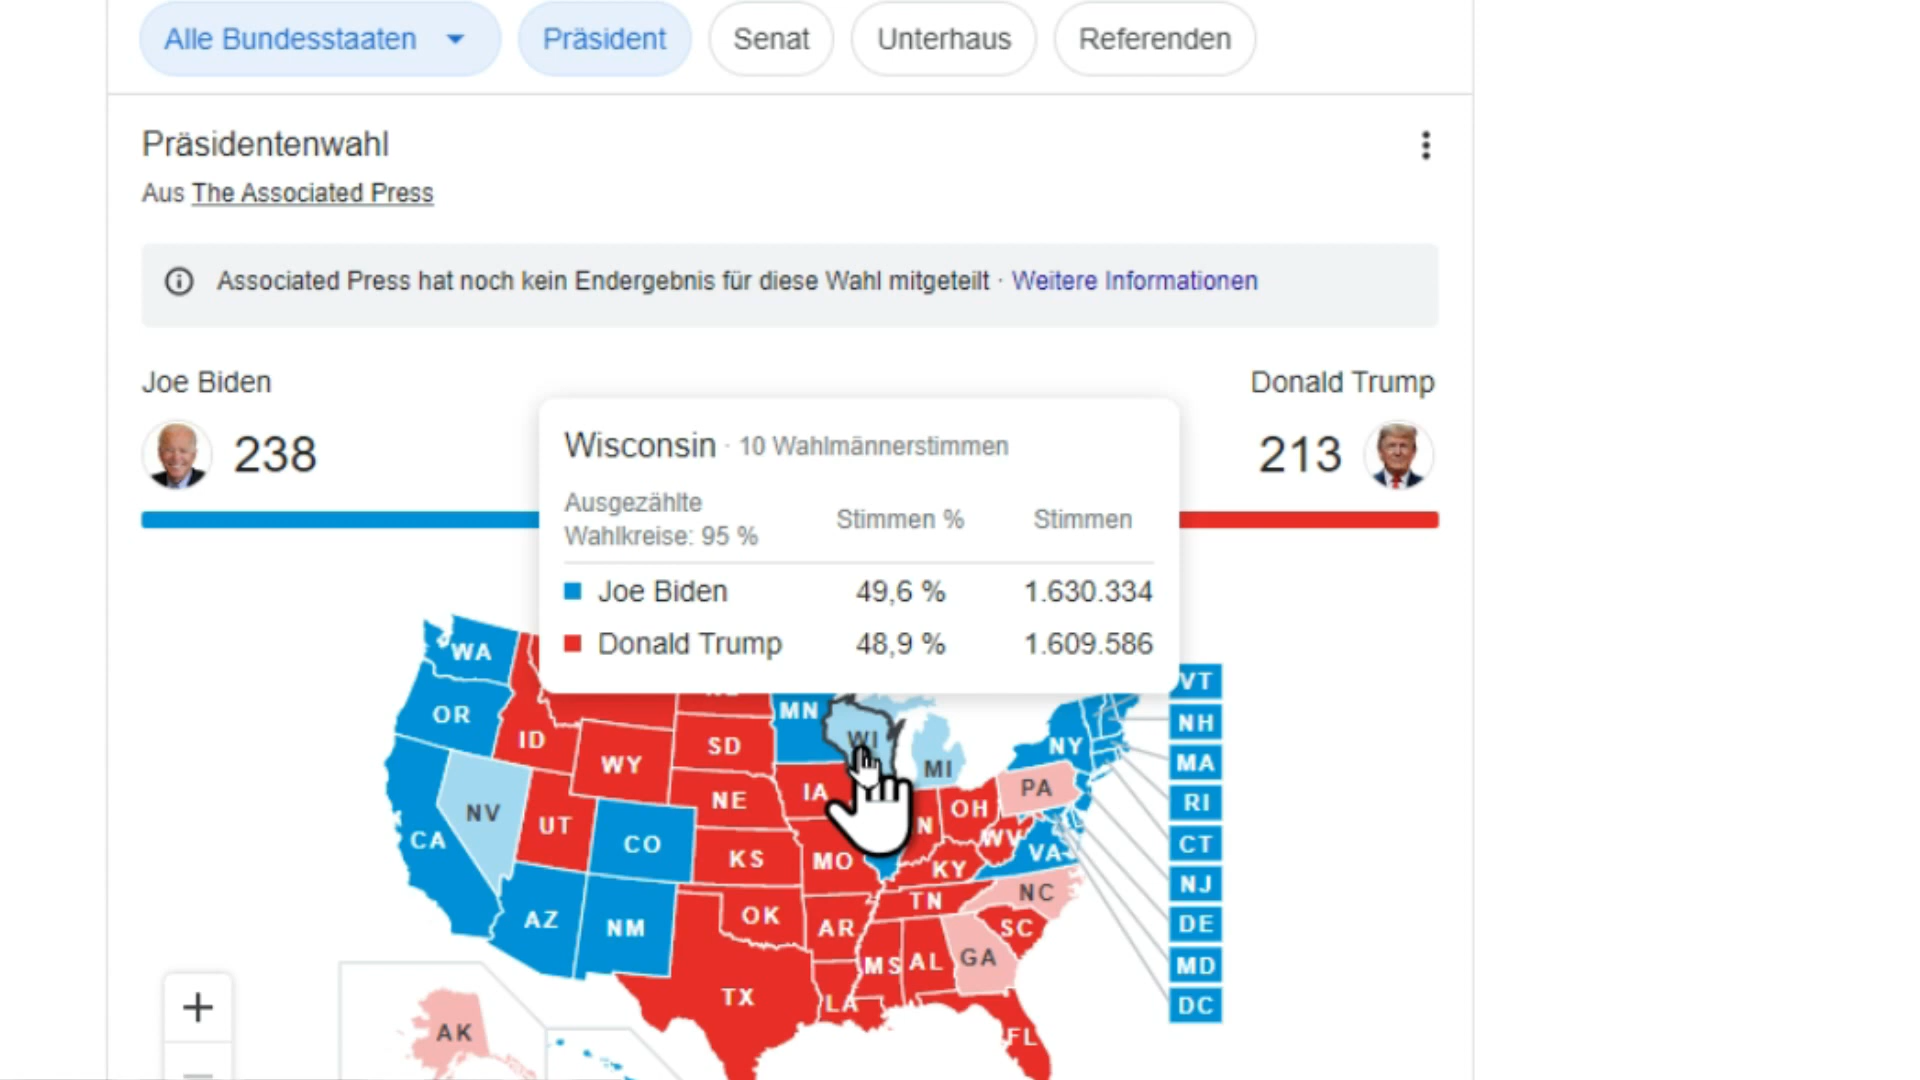 Alle Bundesstaaten
Präsident
Senat
Unterhaus
Referenden
Präsidentenwahl
Aus The Associated Press
Associated Press hat noch kein Endergebnis für diese Wahl mitgeteilt · Weitere Informationen
Joe Biden
Donald Trump
238
213
Wisconsin · 10 Wahlmännerstimmen
Ausgezählte
Wahlkreise: 95 %
Stimmen %
Stimmen
Joe Biden 49,6 % 1.630.334
Donald Trump 48,9 % 1.609.586
WA
VT
OR
ID
MN
NH
WY
SD
WI
NY
MI
MA
NV
NE
IA
PA
RI
UT
OH
CA
CO
KS
MO
N
WV
VA
CT
KY
NJ
AZ
NM
OK
AR
TN
NC
DE
SC
MS
AL
GA
MD
TX
LA
DC
AK
FL
+